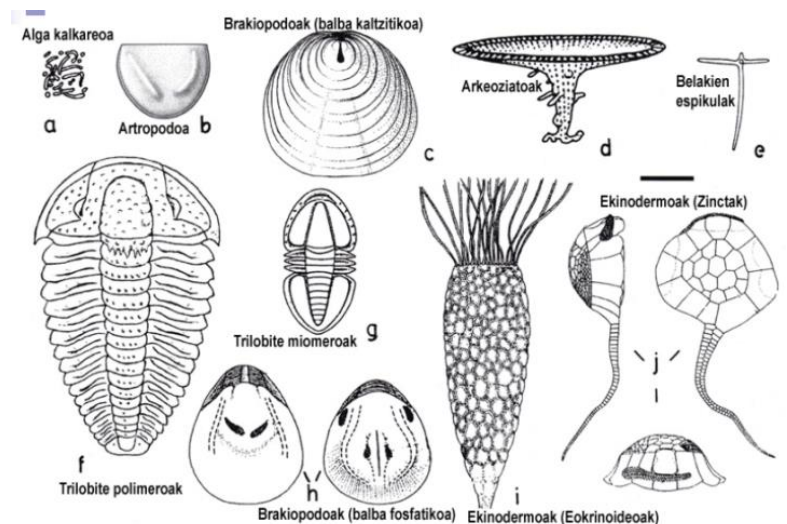 Alga kalkareoa
a
Artropodoa
b
Brakiopodoak (balba kaltzitikoa)
c
Arkeoziatoak
d
Belakien
espikulak
e
f
Trilobite polimeroak
Trilobite miomeroak
g
h
Brakiopodoak (balba fosfatikoa)
i
Ekinodermoak (Eokrinoideoak)
Ekinodermoak (Zinctak)
j